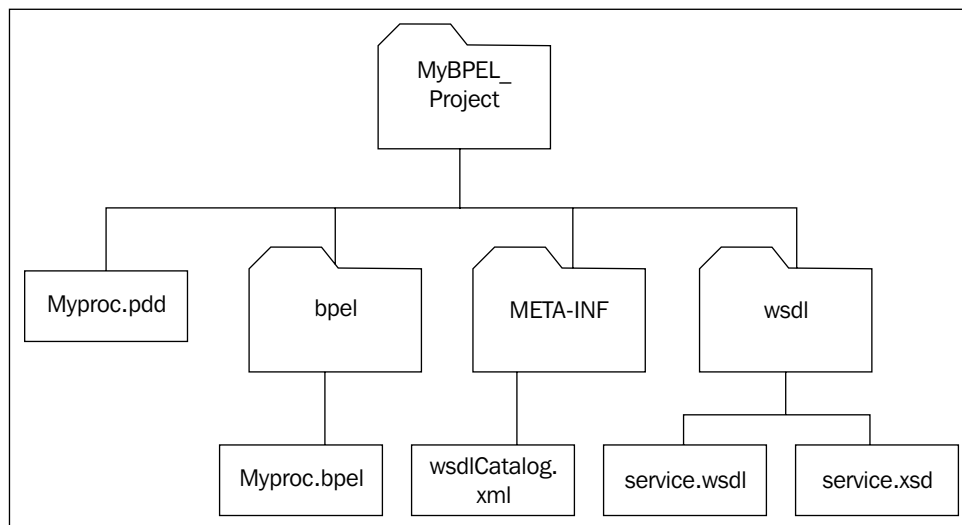 MyBPEL_
Project
Myproc.pdd
bpel
META-INF
wsdl
Myproc.bpel
wsdlCatalog.
xml
service.wsdl
service.xsd